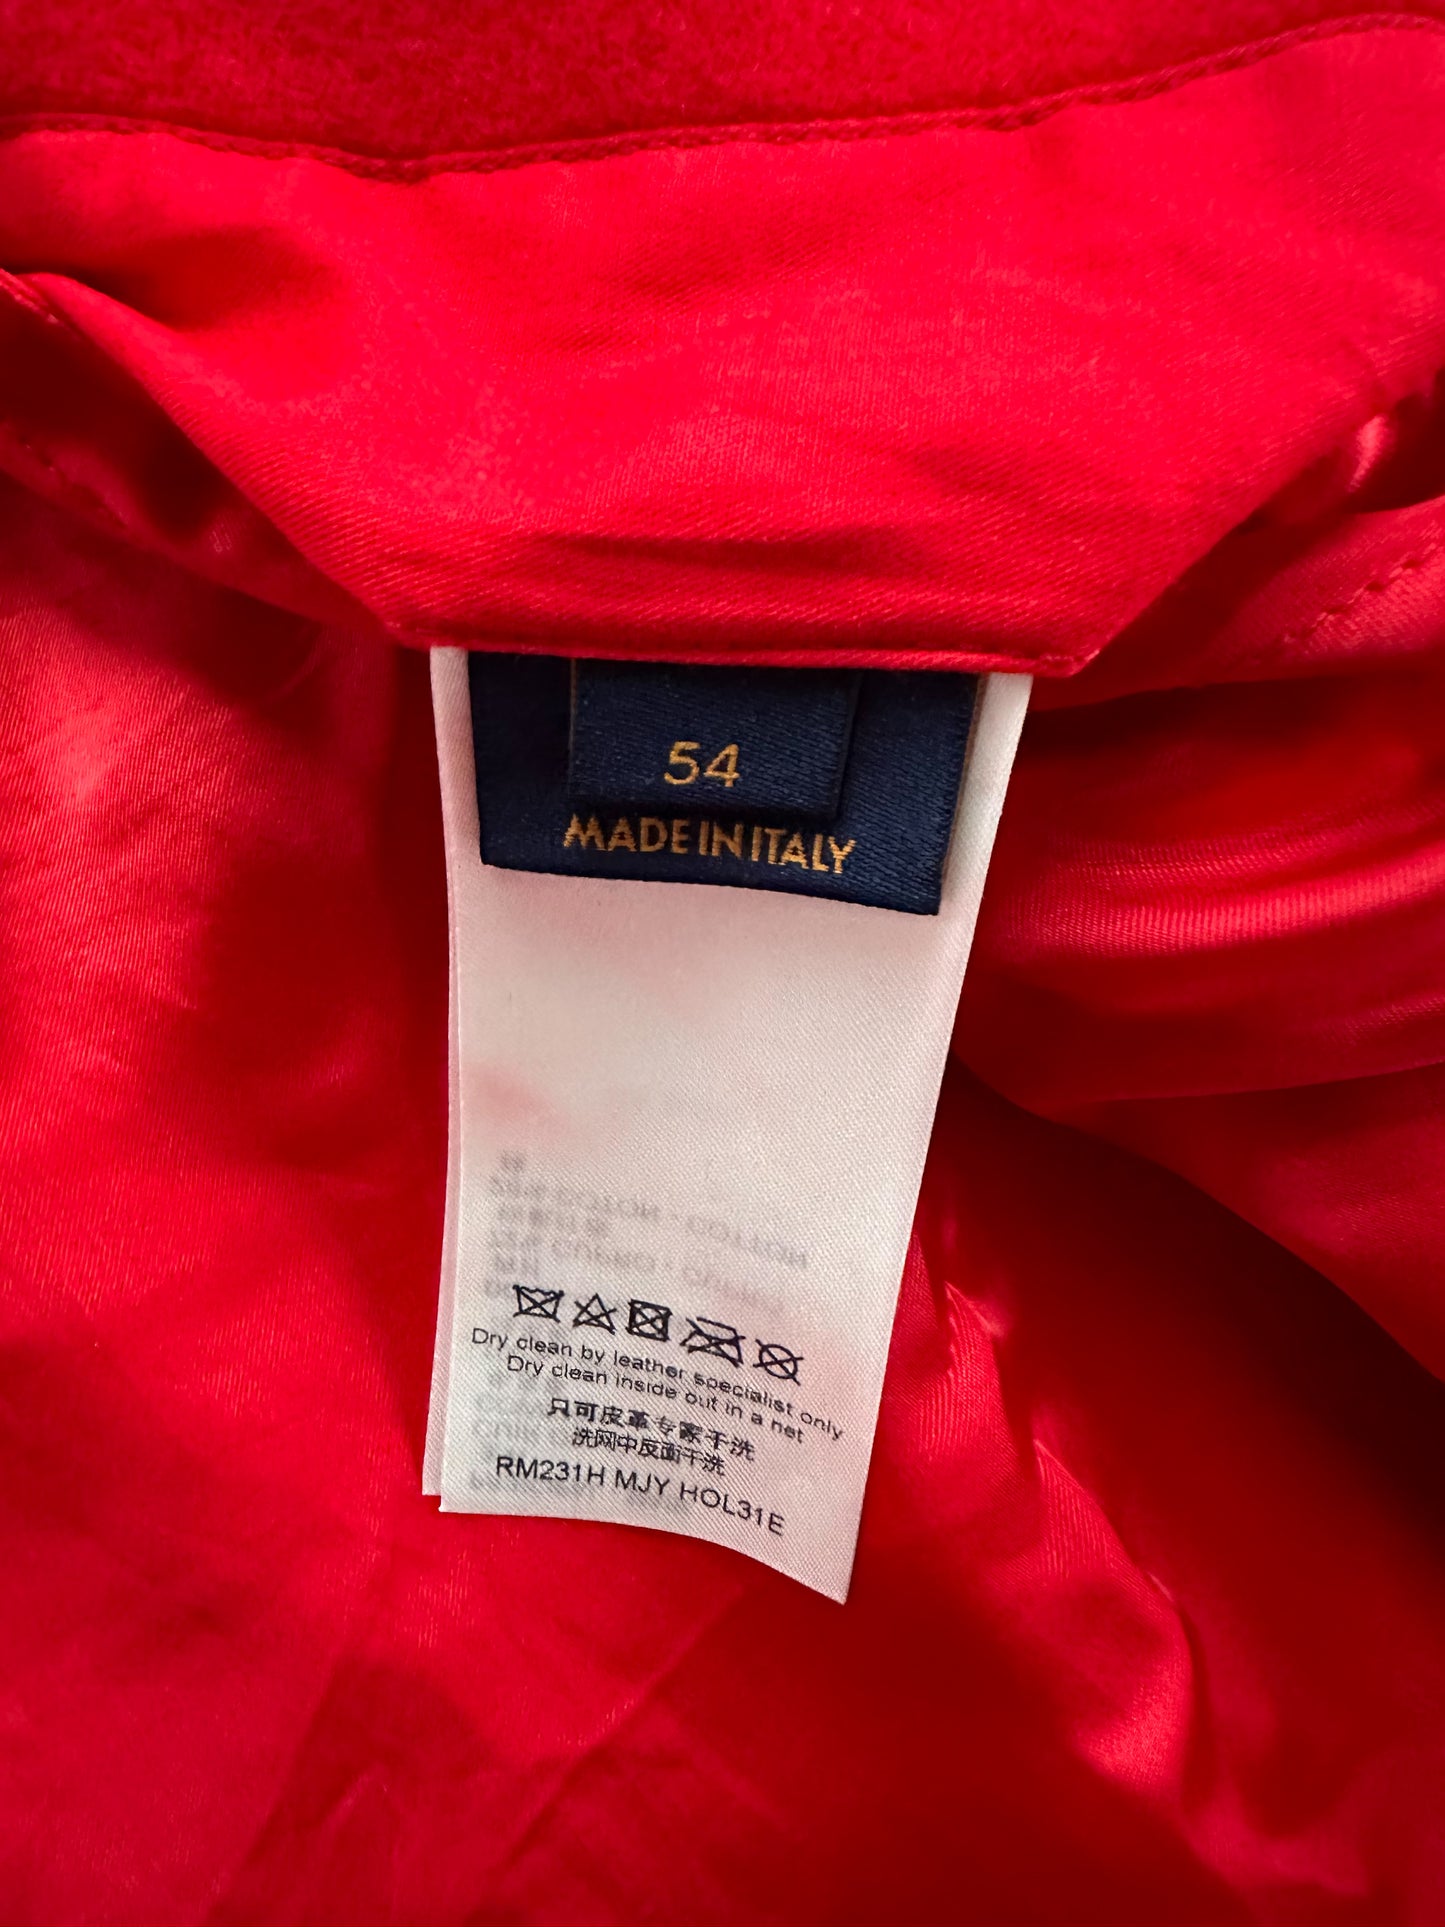 54
MADE IN ITALY
Dry clean by leather specialist only
Dry clean inside out in a net
只可皮革专家干洗
洗网中反面干洗
RM231H MJY HOL31E